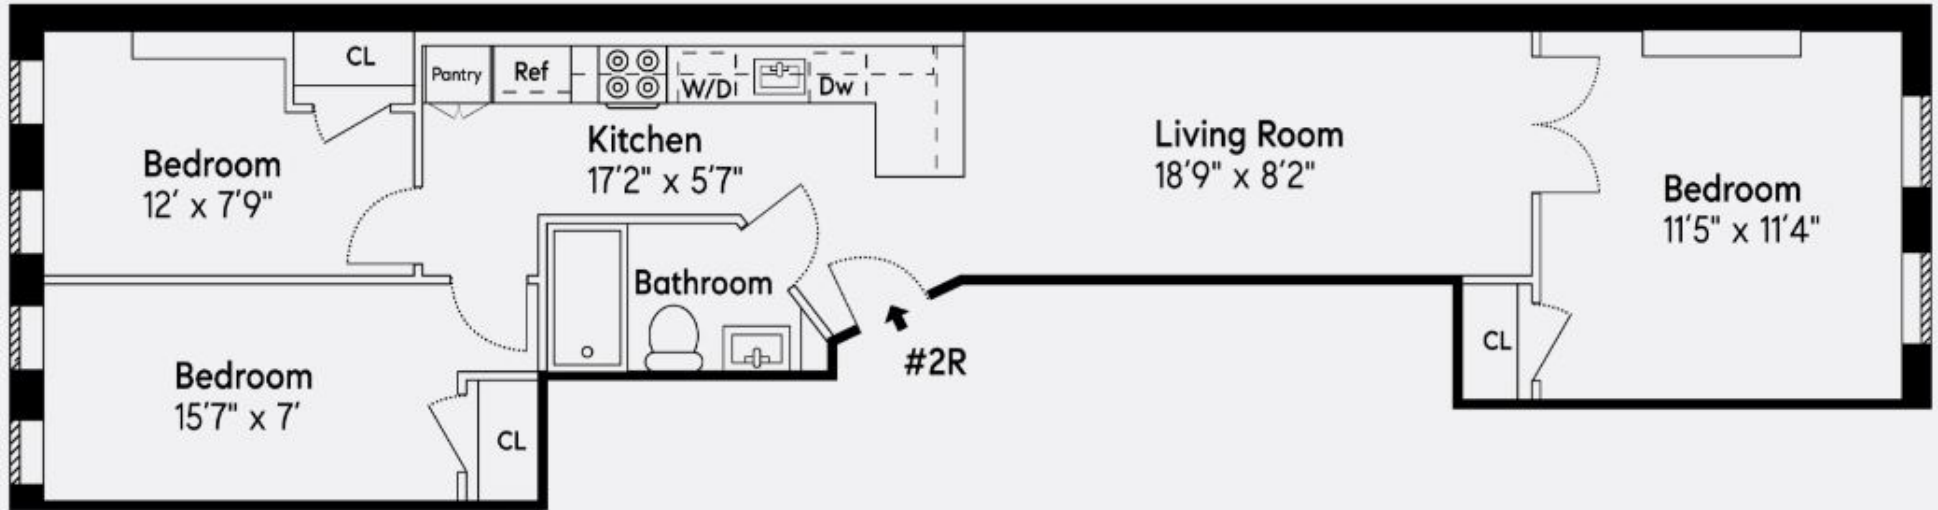 CL
Pantry
Ref
W/D
Dw
Kitchen
17'2" x 5'7"
Living Room
18'9" x 8'2"
Bedroom
12' x 7'9"
Bedroom
11'5" x 11'4"
Bathroom
#2R
CL
Bedroom
15'7" x 7'
CL